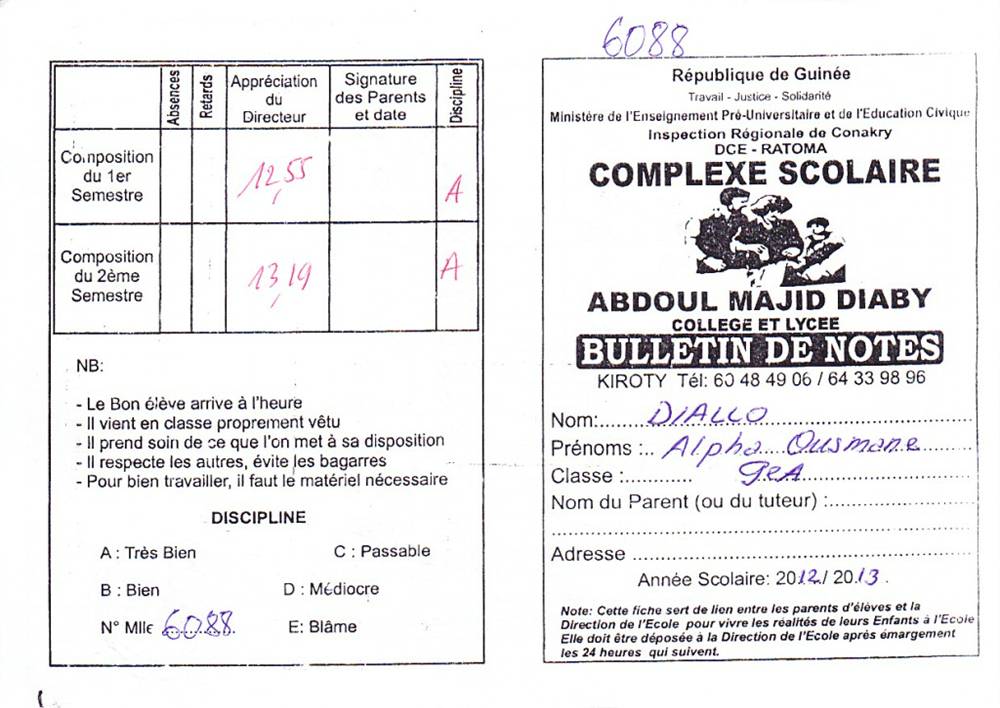 6088
Absences
Retards
Appréciation du Directeur
Signature des Parents et date
Discipline
Composition du 1er Semestre
12,55
A
Composition du 2ème Semestre
13,19
A
NB:
- Le Bon élève arrive à l'heure
- Il vient en classe proprement vêtu
- Il prend soin de ce que l'on met à sa disposition
- Il respecte les autres, évite les bagarres
- Pour bien travailler, il faut le matériel nécessaire
DISCIPLINE
A : Très Bien C : Passable
B : Bien D : Médiocre
N° Mlle 6088 E: Blâme
République de Guinée
Travail - Justice - Solidarité
Ministére de l'Enseignement Pré-Universitaire et de l'Education Civique
Inspection Régionale de Conakry
DCE - RATOMA
COMPLEXE SCOLAIRE
ABDOUL MAJID DIABY
COLLEGE ET LYCEE
BULLETIN DE NOTES
KIROTY Tél: 60 48 49 06 / 64 33 98 96
Nom: DIALLO
Prénoms : Alpha Ousmane
Classe : 9eA
Nom du Parent (ou du tuteur) :
Adresse
Année Scolaire: 2012/ 2013.
Note: Cette fiche sert de lien entre les parents d'éléves et la
Direction de l'Ecole pour vivre les réalités de leurs Enfants à l'Ecole
Elle doit être déposée à la Direction de l'Ecole après émargement
les 24 heures qui suivent.